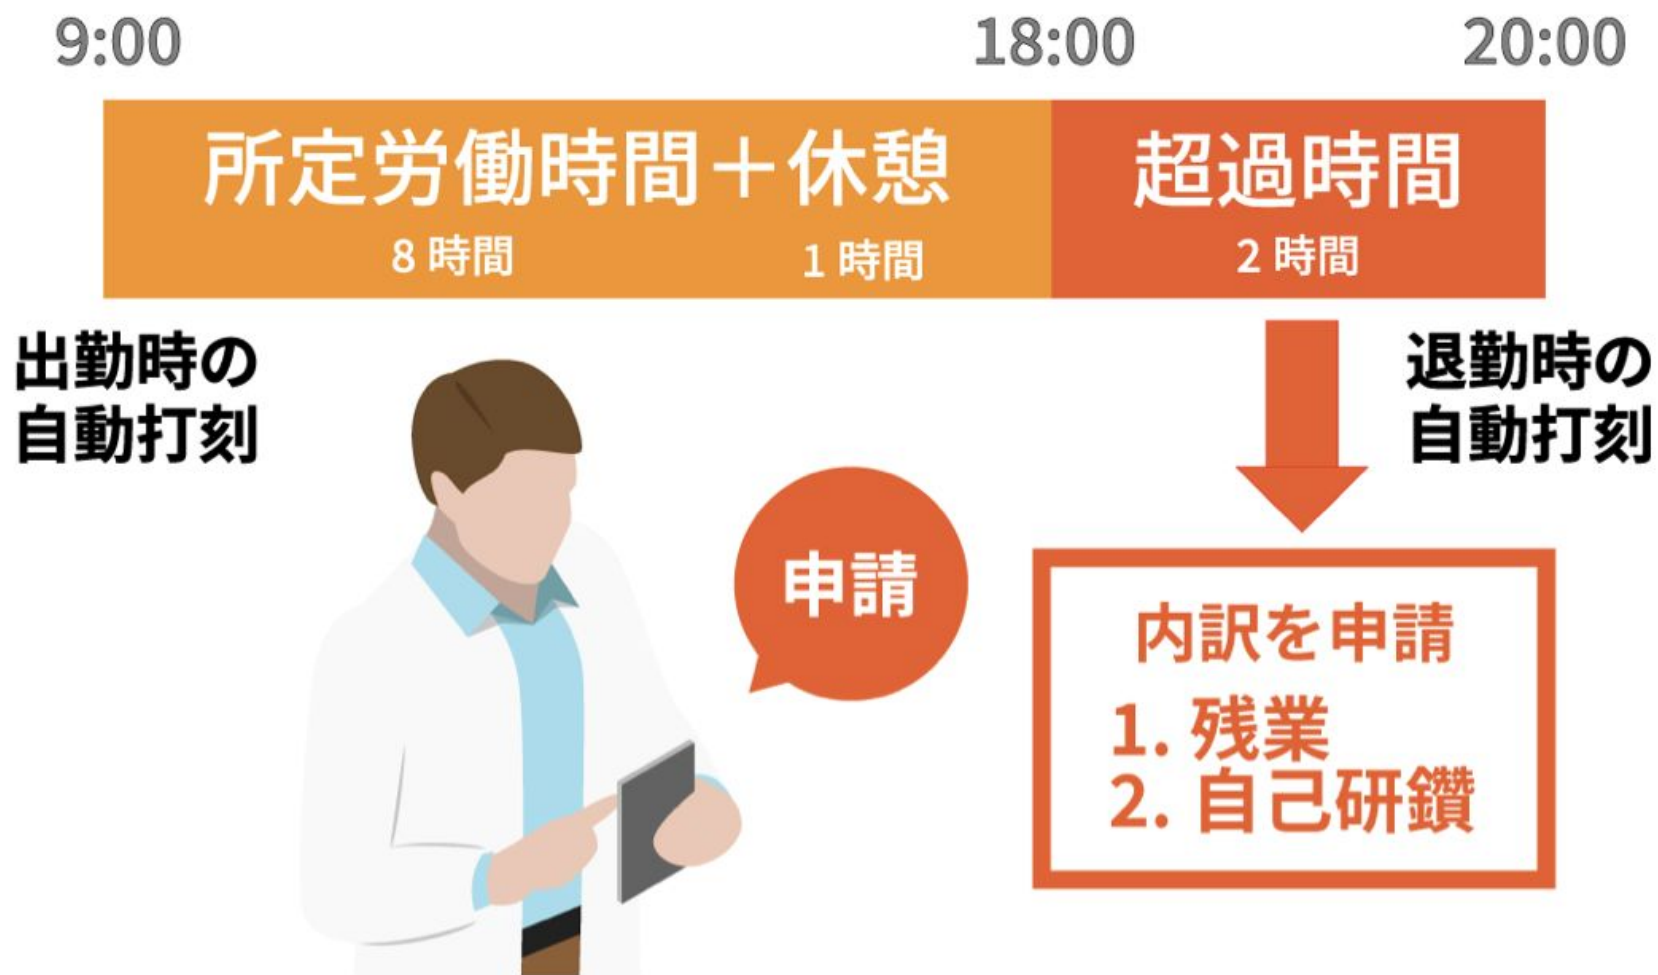 9:00 18:00 20:00
所定労働時間＋休憩 超過時間
8 時間 1 時間 2 時間
出勤時の
自動打刻
退勤時の
自動打刻
申請
内訳を申請
1. 残業
2. 自己研鑽